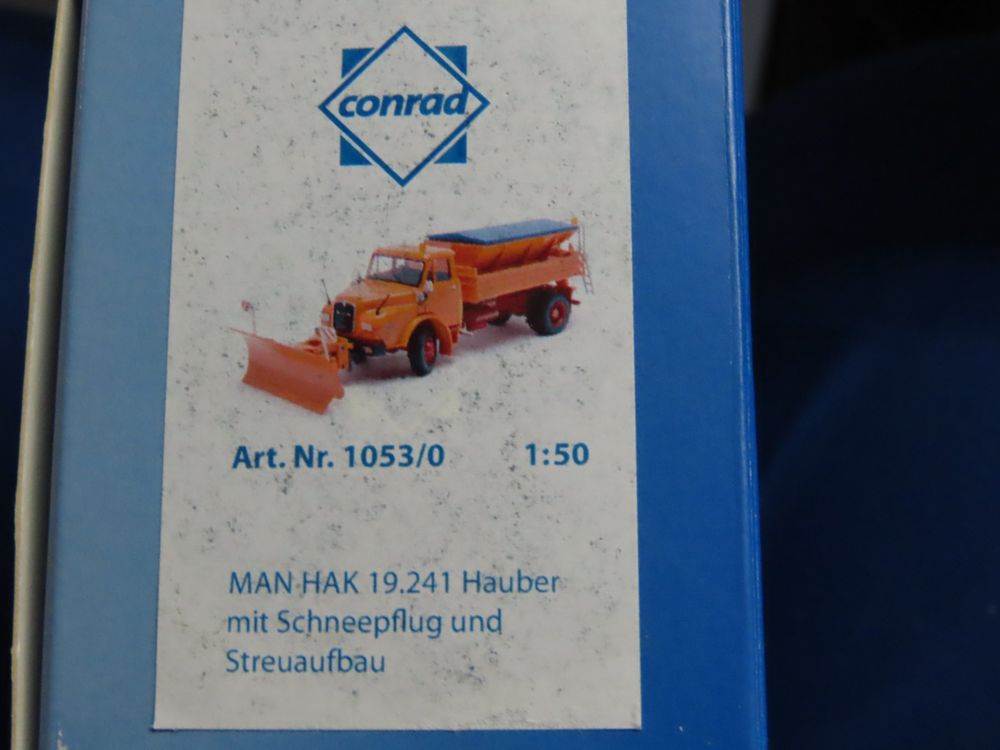 conrad
Art. Nr. 1053/0 1:50
MAN HAK 19.241 Hauber
mit Schneepflug und
Streuaufbau